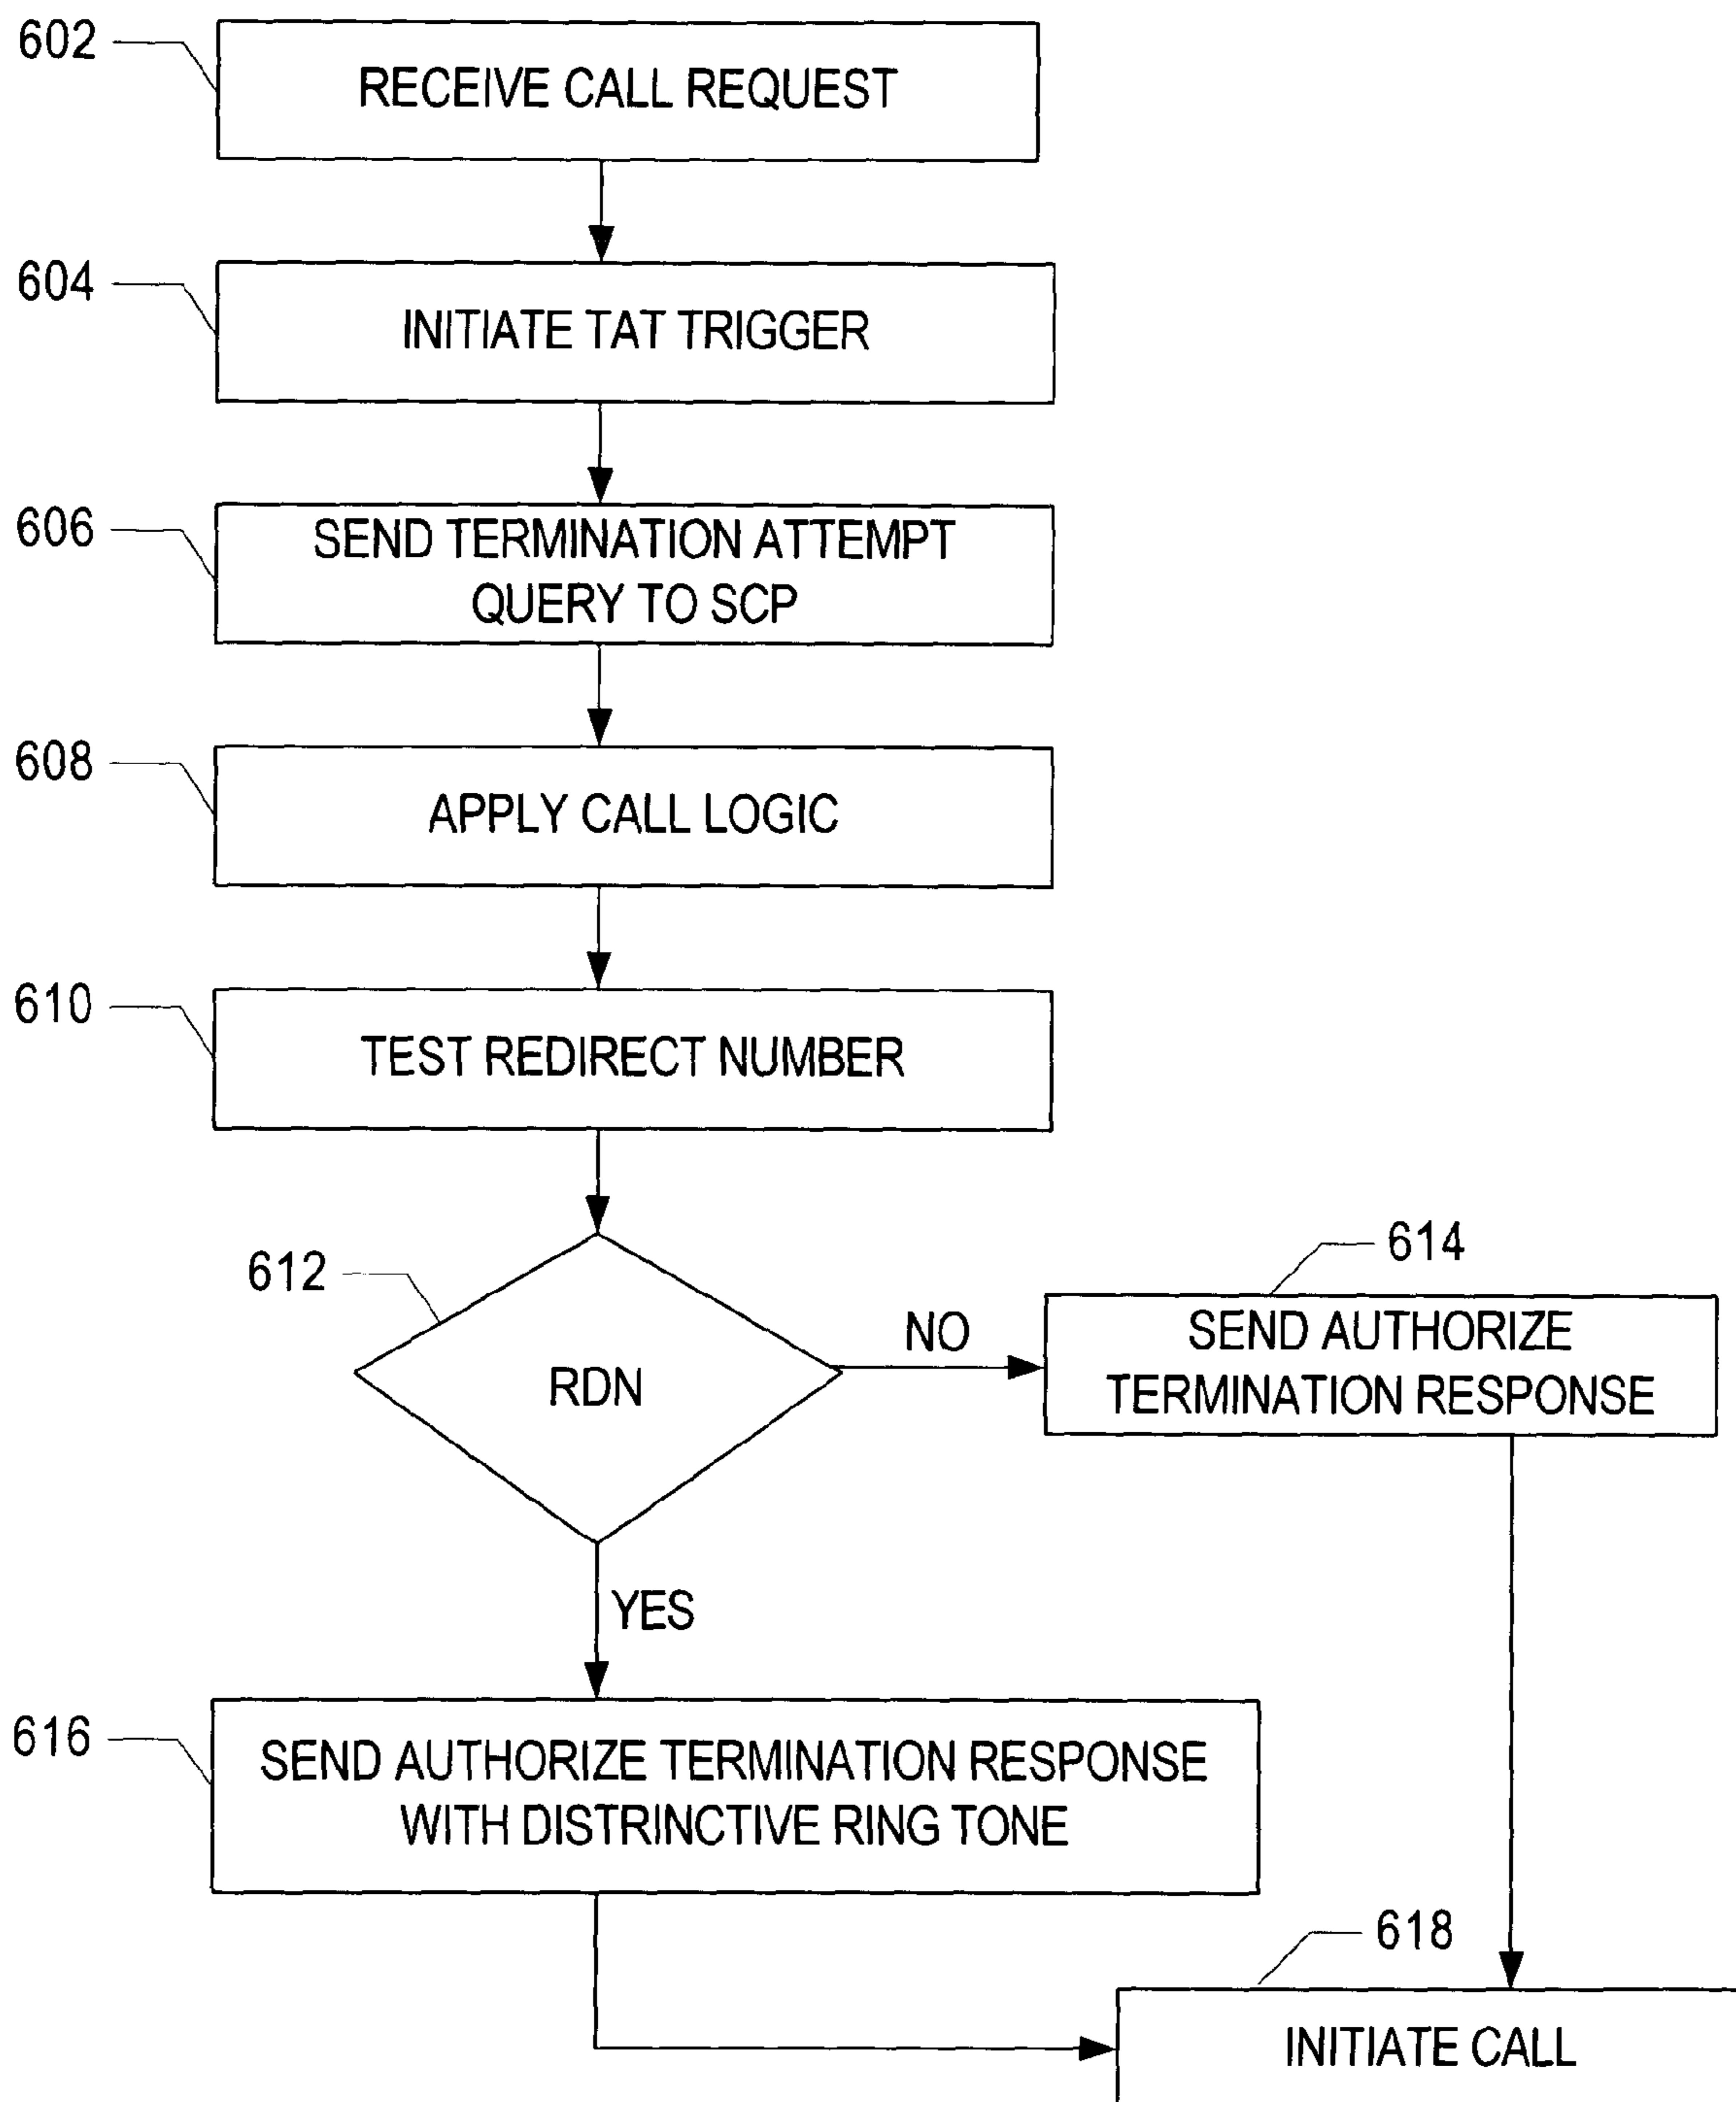 602
RECEIVE CALL REQUEST
604
INITIATE TAT TRIGGER
606
SEND TERMINATION ATTEMPT
QUERY TO SCP
608
APPLY CALL LOGIC
610
TEST REDIRECT NUMBER
612
RDN
NO
614
SEND AUTHORIZE
TERMINATION RESPONSE
YES
616
SEND AUTHORIZE TERMINATION RESPONSE
WITH DISTRINCTIVE RING TONE
618
INITIATE CALL